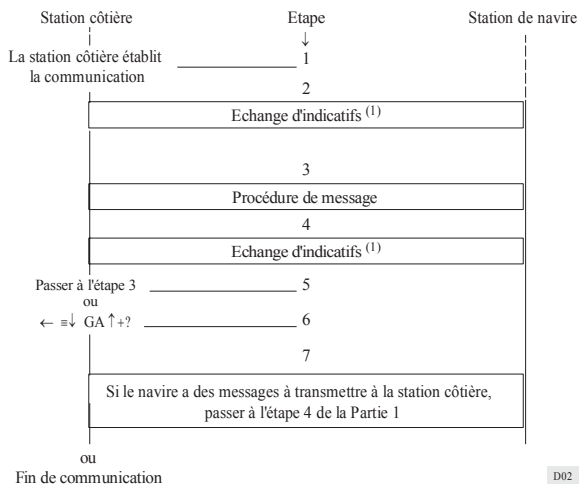 Station côtière Etape Station de navire
↓
La station côtière établit la communication 1
2
Echange d'indicatifs (1)
3
Procédure de message
4
Echange d'indicatifs (1)
Passer à l'étape 3 5
ou
← ≡↓ GA ↑+? 6
7
Si le navire a des messages à transmettre à la station côtière,
passer à l'étape 4 de la Partie 1
ou
Fin de communication
D02